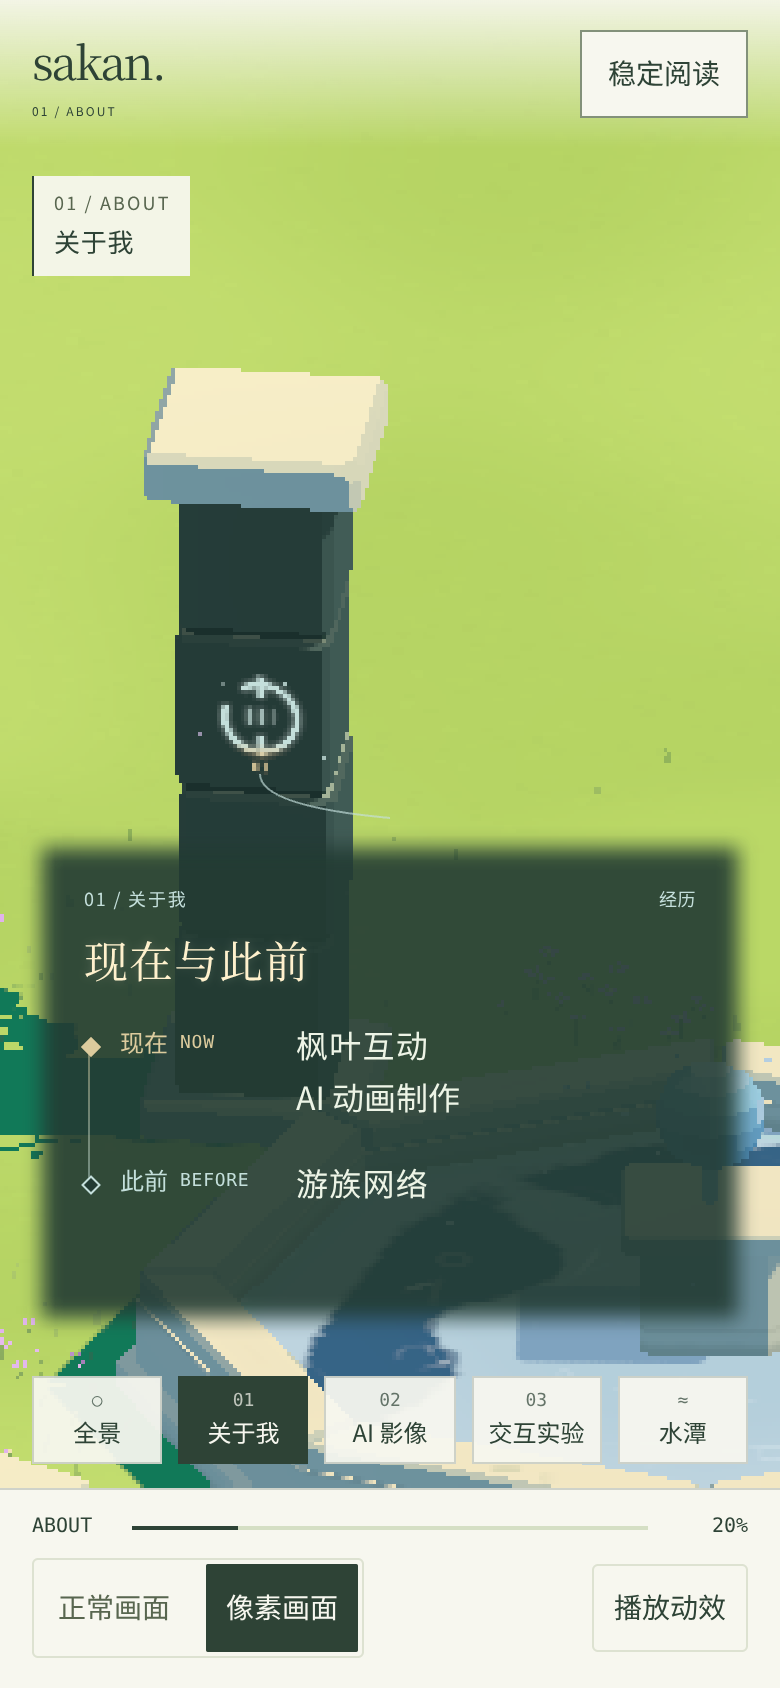 sakan.
稳定阅读
01 / ABOUT
01 / ABOUT
关于我
01 / 关于我
经历
现在与此前
现在 NOW
枫叶互动
AI 动画制作
此前 BEFORE
游族网络
○
全景
01
关于我
02
AI 影像
03
交互实验
≈
水潭
ABOUT
20%
正常画面
像素画面
播放动效